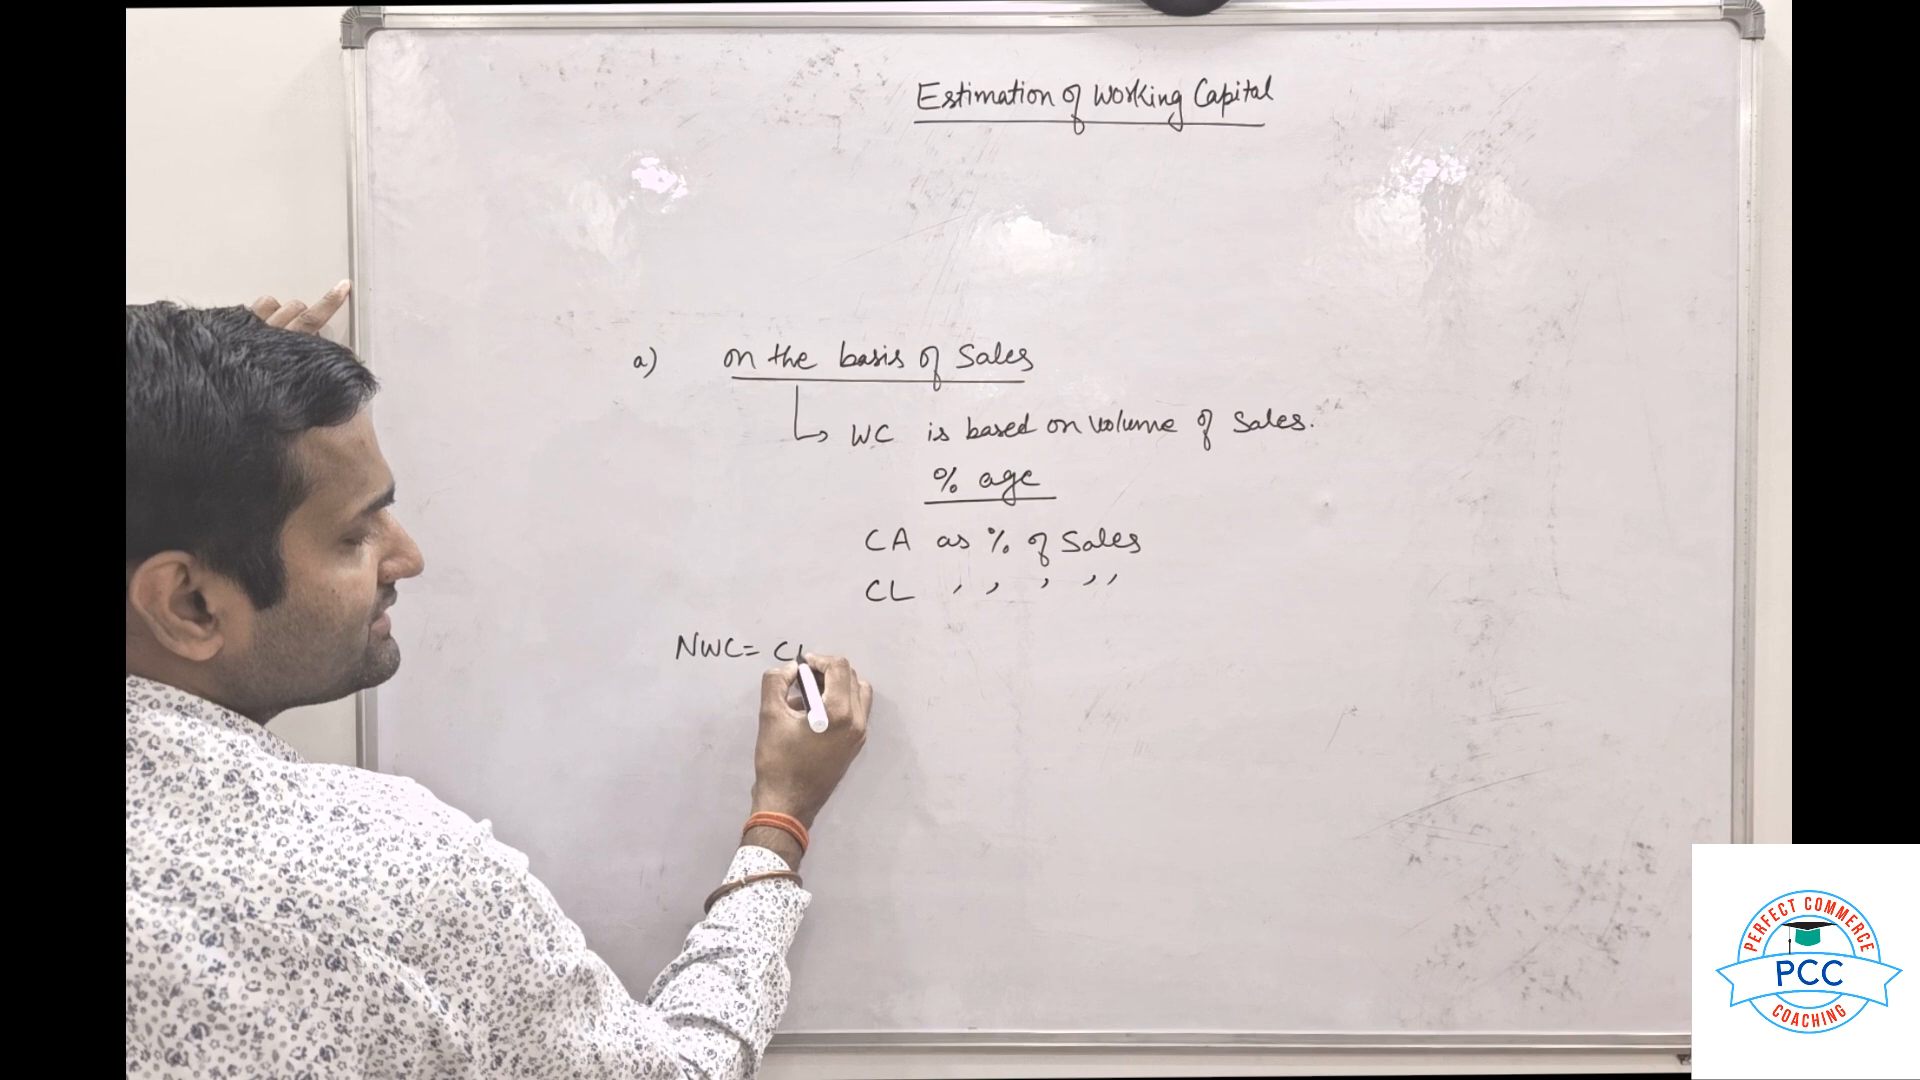 Estimation of Working Capital
a) on the basis of Sales
WC is based on volume of Sales.
% age
CA as % of Sales
CL , , , ,,
NWC= C
PERFECT COMMERCE
PCC
COACHING